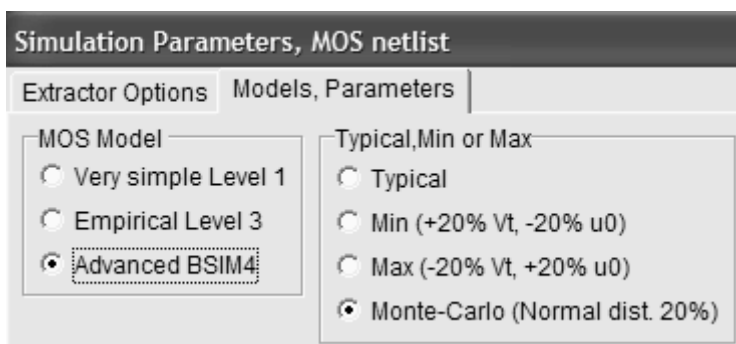 Simulation Parameters, MOS netlist
Extractor Options
Models, Parameters
MOS Model
Very simple Level 1
Empirical Level 3
Advanced BSIM4
Typical,Min or Max
Typical
Min (+20% Vt, -20% u0)
Max (-20% Vt, +20% u0)
Monte-Carlo (Normal dist. 20%)